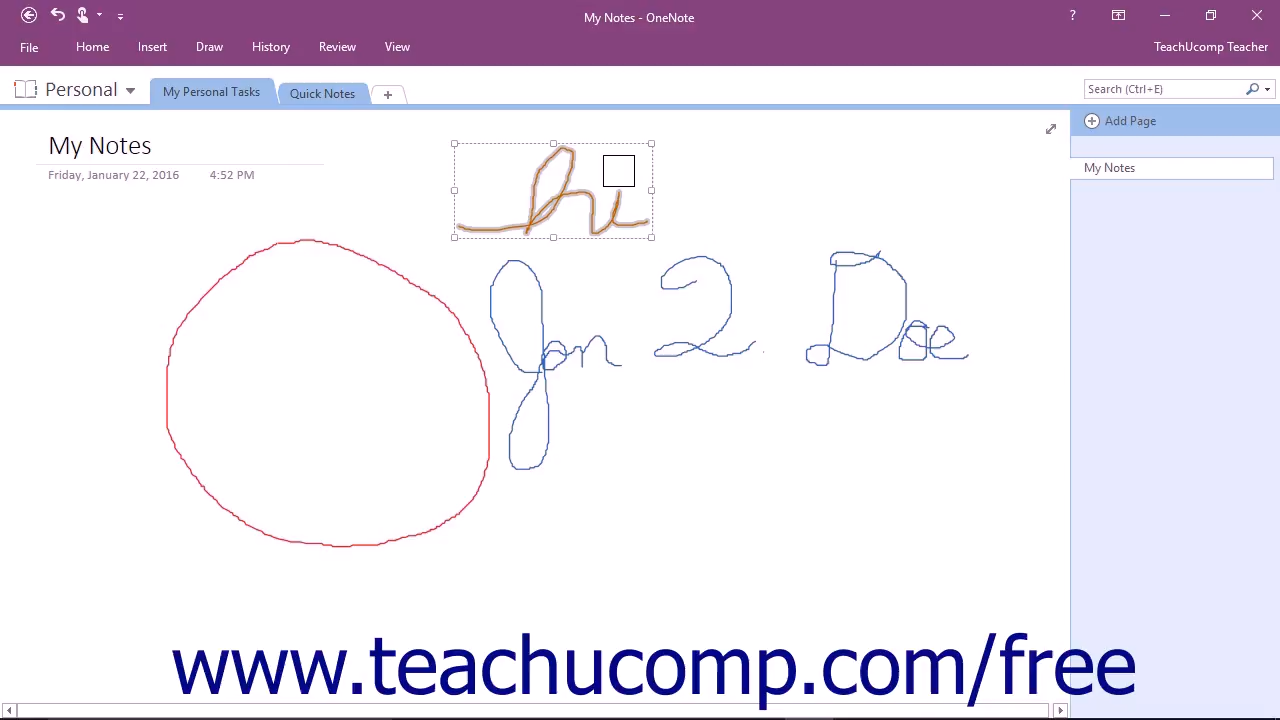 My Notes - OneNote
?
File Home Insert Draw History Review View
TeachUcomp Teacher
Personal
My Personal Tasks
Quick Notes
+
Search (Ctrl+E)
My Notes
Friday, January 22, 2016 4:52 PM
Add Page
My Notes
hi
Jon 2 Doe
www.teachucomp.com/free